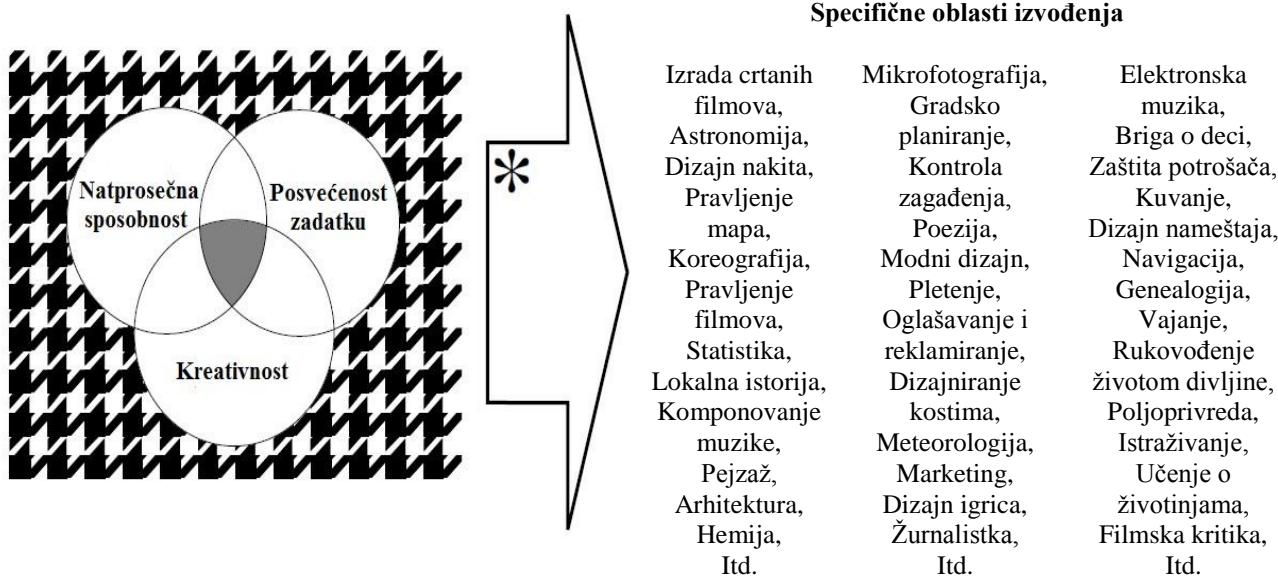 Specifične oblasti izvođenja
Natprosečna
sposobnost
Posvećenost
zadatku
Kreativnost
*
Izrada crtanih
filmova,
Astronomija,
Dizajn nakita,
Pravljenje
mapa,
Koreografija,
Pravljenje
filmova,
Statistika,
Lokalna istorija,
Komponovanje
muzike,
Pejzaž,
Arhitektura,
Hemija,
Itd.
Mikrofotografija,
Gradsko
planiranje,
Kontrola
zagađenja,
Poezija,
Modni dizajn,
Pletenje,
Oglašavanje i
reklamiranje,
Dizajniranje
kostima,
Meteorologija,
Marketing,
Dizajn igrica,
Žurnalistka,
Itd.
Elektronska
muzika,
Briga o deci,
Zaštita potrošača,
Kuvanje,
Dizajn nameštaja,
Navigacija,
Genealogija,
Vajanje,
Rukovođenje
životom divljine,
Poljoprivreda,
Istraživanje,
Učenje o
životinjama,
Filmska kritika,
Itd.